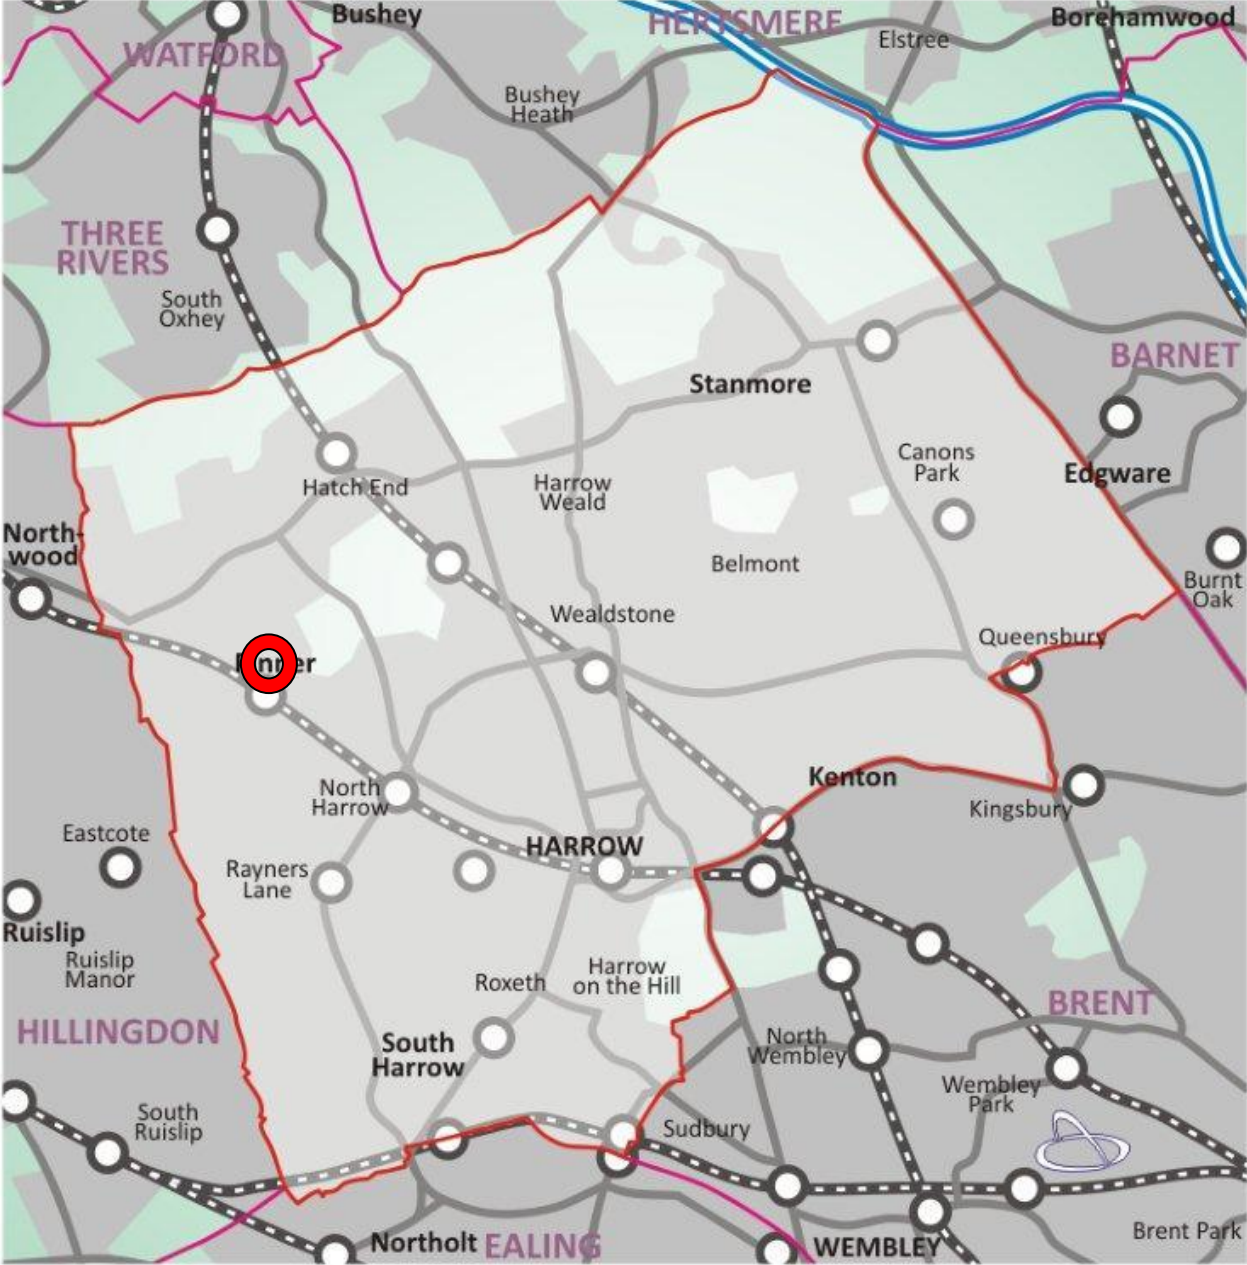 Bushey
HERTSMERE
Borehamwood
Elstree
WATFORD
Bushey
Heath
THREE
RIVERS
South
Oxhey
BARNET
Stanmore
Canons
Park
Edgware
Hatch End
Harrow
Weald
North-
wood
Belmont
Burnt
Oak
Wealdstone
Queensbury
Kenton
North
Harrow
Kingsbury
Eastcote
HARROW
Rayners
Lane
Ruislip
Ruislip
Manor
Roxeth
Harrow
on the Hill
HILLINGDON
BRENT
South
Harrow
North
Wembley
Wembley
Park
South
Ruislip
Sudbury
Northolt
EALING
WEMBLEY
Brent Park